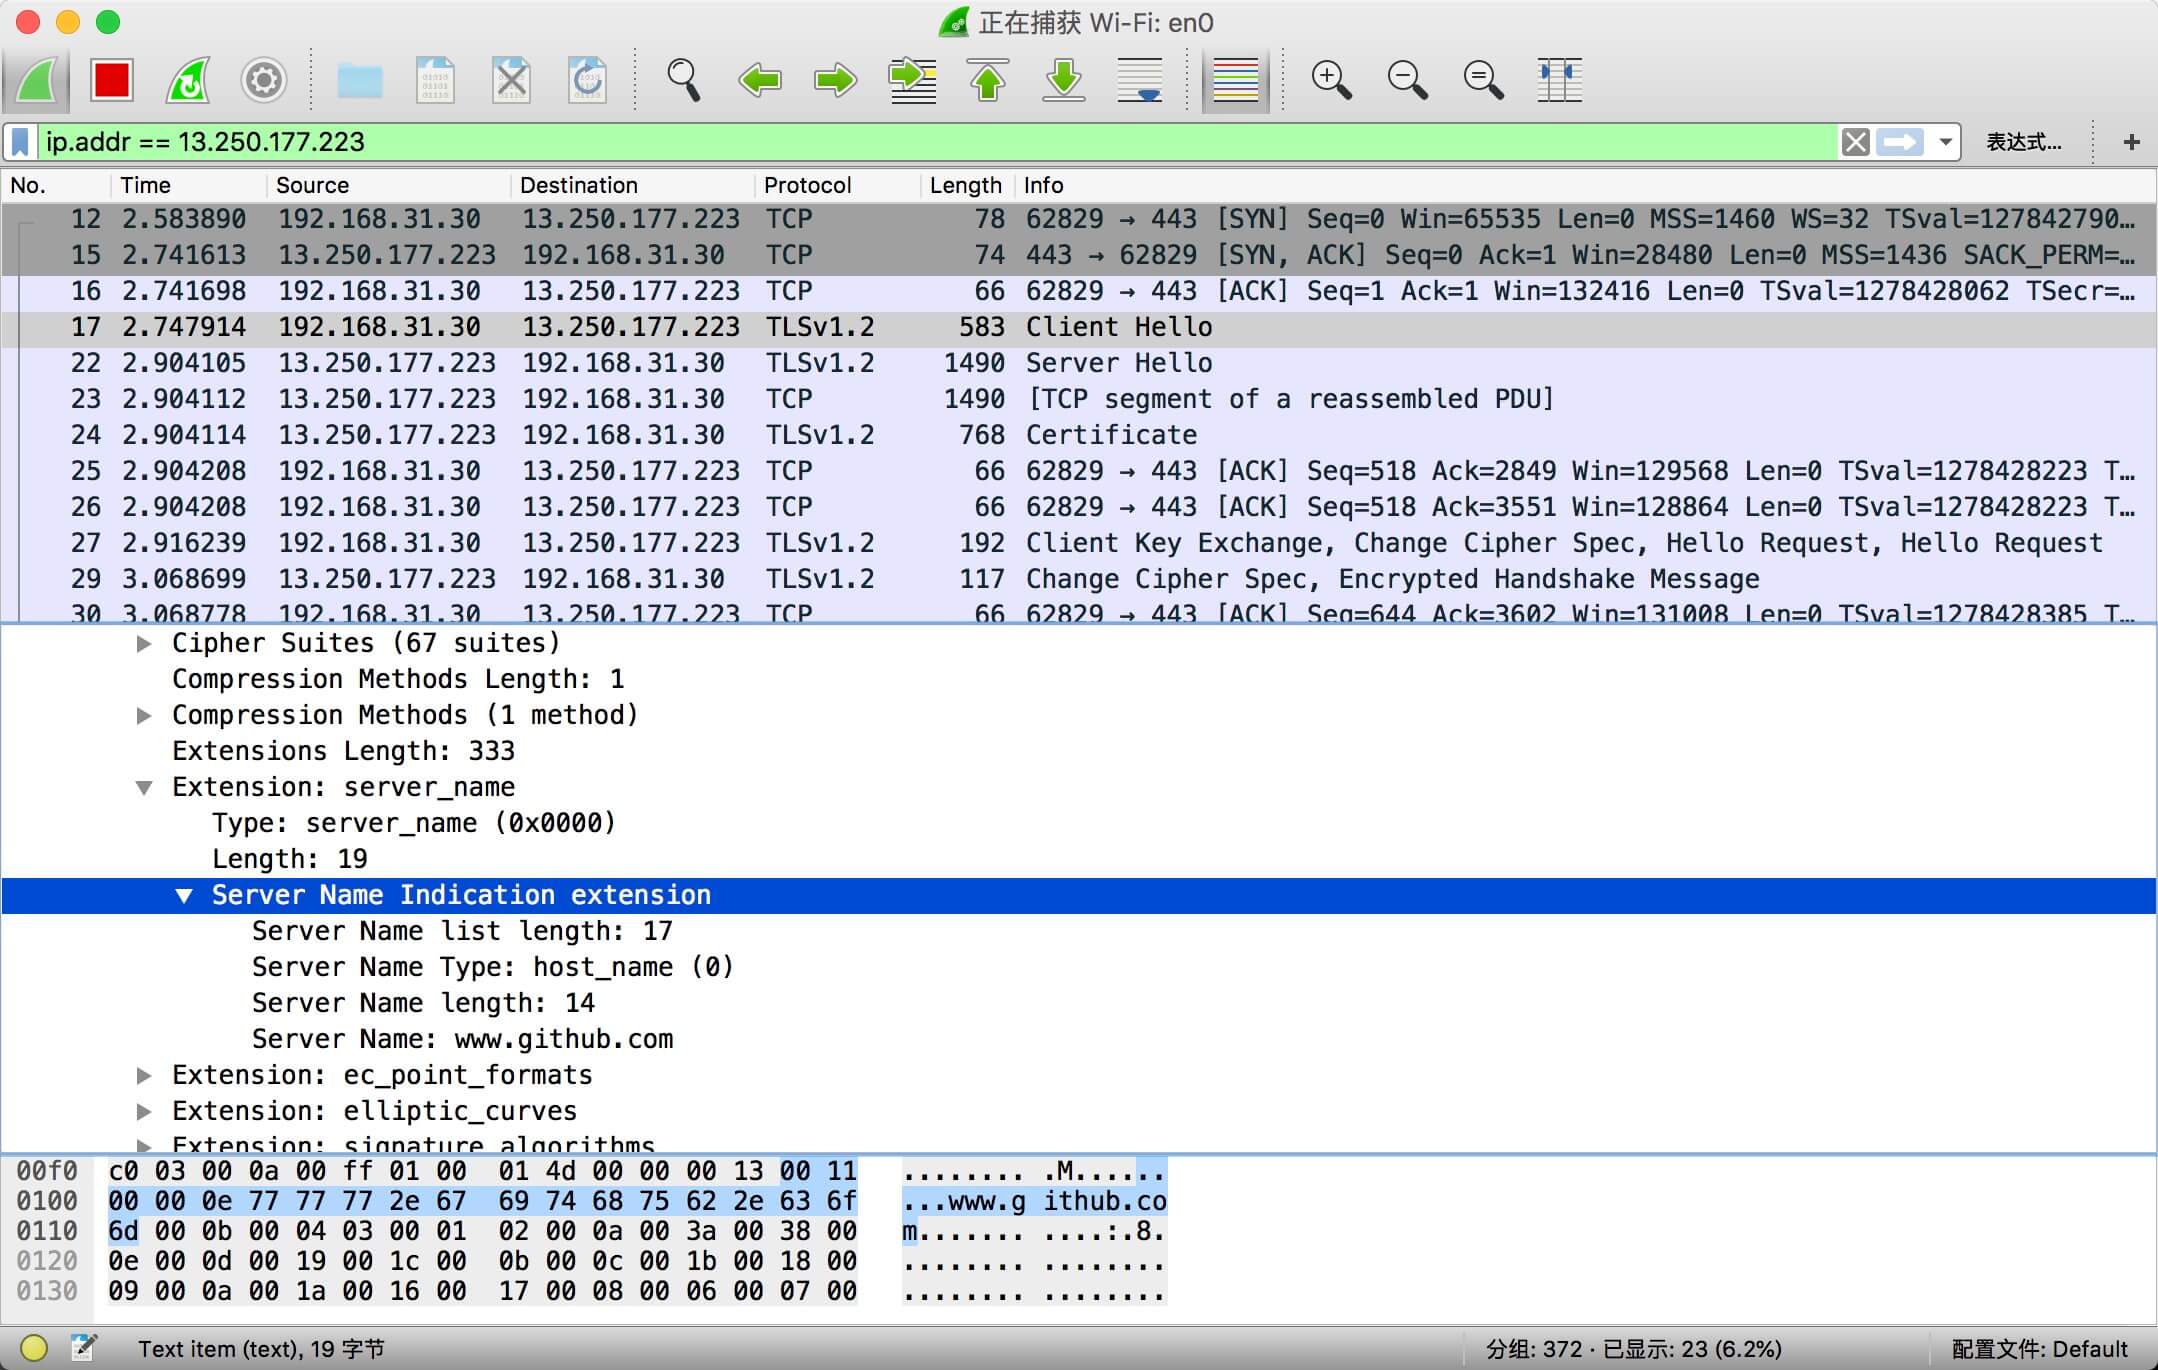 正在捕获 Wi-Fi: en0
ip.addr == 13.250.177.223 表达式… +
No. Time Source Destination Protocol Length Info
12 2.583890 192.168.31.30 13.250.177.223 TCP 78 62829 → 443 [SYN] Seq=0 Win=65535 Len=0 MSS=1460 WS=32 TSval=127842790…
15 2.741613 13.250.177.223 192.168.31.30 TCP 74 443 → 62829 [SYN, ACK] Seq=0 Ack=1 Win=28480 Len=0 MSS=1436 SACK_PERM=…
16 2.741698 192.168.31.30 13.250.177.223 TCP 66 62829 → 443 [ACK] Seq=1 Ack=1 Win=132416 Len=0 TSval=1278428062 TSecr=…
17 2.747914 192.168.31.30 13.250.177.223 TLSv1.2 583 Client Hello
22 2.904105 13.250.177.223 192.168.31.30 TLSv1.2 1490 Server Hello
23 2.904112 13.250.177.223 192.168.31.30 TCP 1490 [TCP segment of a reassembled PDU]
24 2.904114 13.250.177.223 192.168.31.30 TLSv1.2 768 Certificate
25 2.904208 192.168.31.30 13.250.177.223 TCP 66 62829 → 443 [ACK] Seq=518 Ack=2849 Win=129568 Len=0 TSval=1278428223 T…
26 2.904208 192.168.31.30 13.250.177.223 TCP 66 62829 → 443 [ACK] Seq=518 Ack=3551 Win=128864 Len=0 TSval=1278428223 T…
27 2.916239 192.168.31.30 13.250.177.223 TLSv1.2 192 Client Key Exchange, Change Cipher Spec, Hello Request, Hello Request
29 3.068699 13.250.177.223 192.168.31.30 TLSv1.2 117 Change Cipher Spec, Encrypted Handshake Message
30 3.068778 192.168.31.30 13.250.177.223 TCP 66 62829 → 443 [ACK] Seq=644 Ack=3602 Win=131008 Len=0 TSval=1278428385 T…
Cipher Suites (67 suites)
Compression Methods Length: 1
Compression Methods (1 method)
Extensions Length: 333
Extension: server_name
Type: server_name (0x0000)
Length: 19
Server Name Indication extension
Server Name list length: 17
Server Name Type: host_name (0)
Server Name length: 14
Server Name: www.github.com
Extension: ec_point_formats
Extension: elliptic_curves
Extension: signature_algorithms
00f0 c0 03 00 0a 00 ff 01 00 01 4d 00 00 00 13 00 11 ........ .M......
0100 00 00 0e 77 77 77 2e 67 69 74 68 75 62 2e 63 6f ...www.g ithub.co
0110 6d 00 0b 00 04 03 00 01 02 00 0a 00 3a 00 38 00 m....... ....:.8.
0120 0e 00 0d 00 19 00 1c 00 0b 00 0c 00 1b 00 18 00 ........ ........
0130 09 00 0a 00 1a 00 16 00 17 00 08 00 06 00 07 00 ........ ........
Text item (text), 19 字节 分组: 372 · 已显示: 23 (6.2%) 配置文件: Default